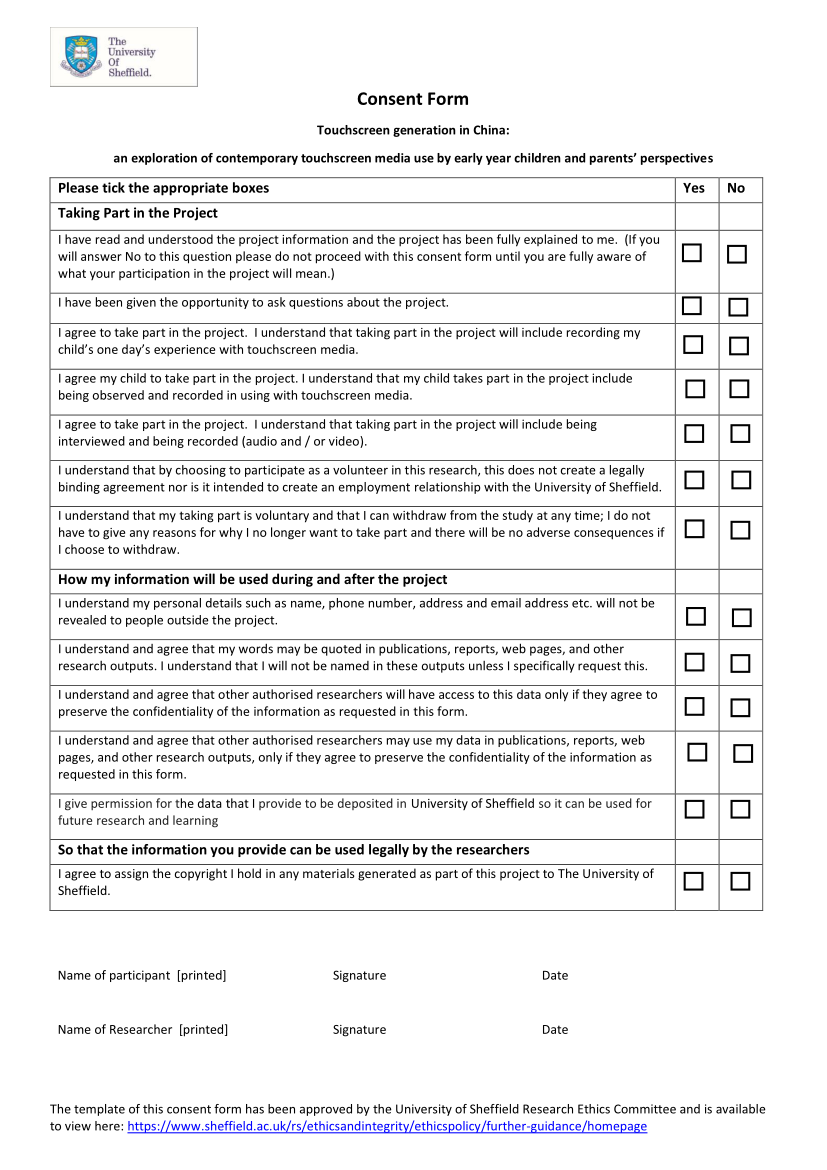 The
University
Of
Sheffield.
Consent Form
Touchscreen generation in China:
an exploration of contemporary touchscreen media use by early year children and parents’ perspectives
Please tick the appropriate boxes Yes No
Taking Part in the Project
I have read and understood the project information and the project has been fully explained to me.  (If you
will answer No to this question please do not proceed with this consent form until you are fully aware of
what your participation in the project will mean.)
I have been given the opportunity to ask questions about the project.
I agree to take part in the project.  I understand that taking part in the project will include recording my
child’s one day’s experience with touchscreen media.
I agree my child to take part in the project. I understand that my child takes part in the project include
being observed and recorded in using with touchscreen media.
I agree to take part in the project.  I understand that taking part in the project will include being
interviewed and being recorded (audio and / or video).
I understand that by choosing to participate as a volunteer in this research, this does not create a legally
binding agreement nor is it intended to create an employment relationship with the University of Sheffield.
I understand that my taking part is voluntary and that I can withdraw from the study at any time; I do not
have to give any reasons for why I no longer want to take part and there will be no adverse consequences if
I choose to withdraw.
How my information will be used during and after the project
I understand my personal details such as name, phone number, address and email address etc. will not be
revealed to people outside the project.
I understand and agree that my words may be quoted in publications, reports, web pages, and other
research outputs. I understand that I will not be named in these outputs unless I specifically request this.
I understand and agree that other authorised researchers will have access to this data only if they agree to
preserve the confidentiality of the information as requested in this form.
I understand and agree that other authorised researchers may use my data in publications, reports, web
pages, and other research outputs, only if they agree to preserve the confidentiality of the information as
requested in this form.
I give permission for the data that I provide to be deposited in University of Sheffield so it can be used for
future research and learning
So that the information you provide can be used legally by the researchers
I agree to assign the copyright I hold in any materials generated as part of this project to The University of
Sheffield.
Name of participant  [printed] Signature Date
Name of Researcher  [printed] Signature Date
The template of this consent form has been approved by the University of Sheffield Research Ethics Committee and is available
to view here: https://www.sheffield.ac.uk/rs/ethicsandintegrity/ethicspolicy/further-guidance/homepage